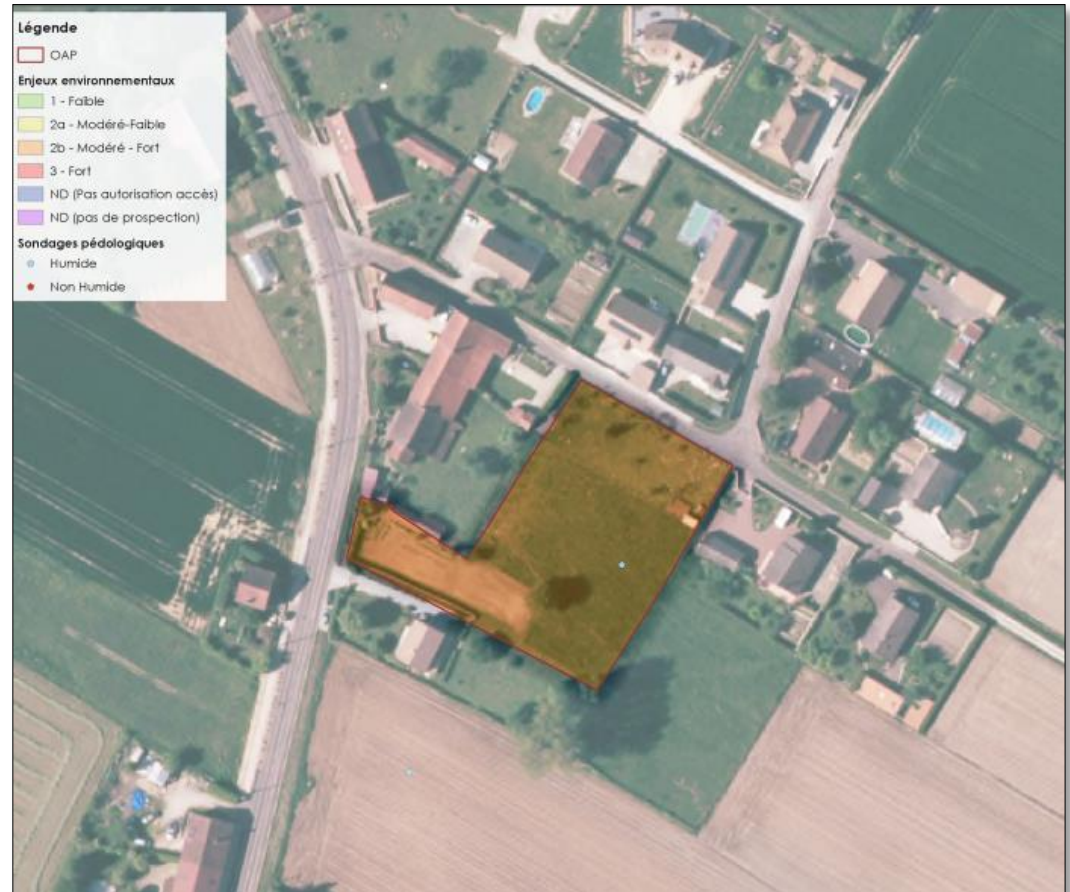 Légende
OAP
Enjeux environnementaux
1 - Faible
2a - Modéré-Faible
2b - Modéré - Fort
3 - Fort
ND (Pas autorisation accès)
ND (pas de prospection)
Sondages pédologiques
Humide
Non Humide